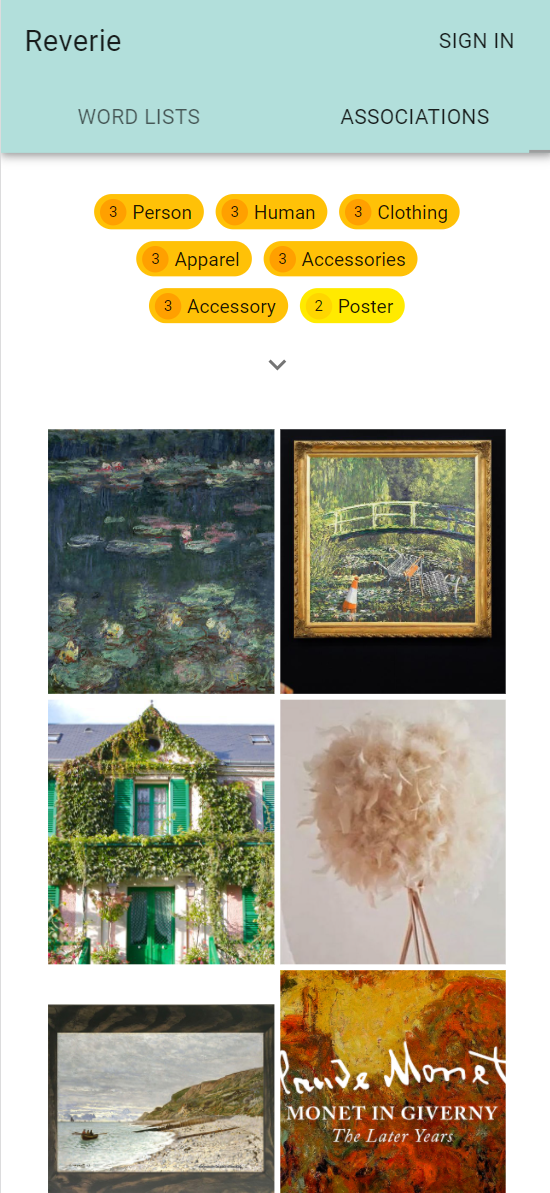 Reverie
SIGN IN
WORD LISTS
ASSOCIATIONS
3 Person
3 Human
3 Clothing
3 Apparel
3 Accessories
3 Accessory
2 Poster
Claude Monet
MONET IN GIVERNY
The Later Years